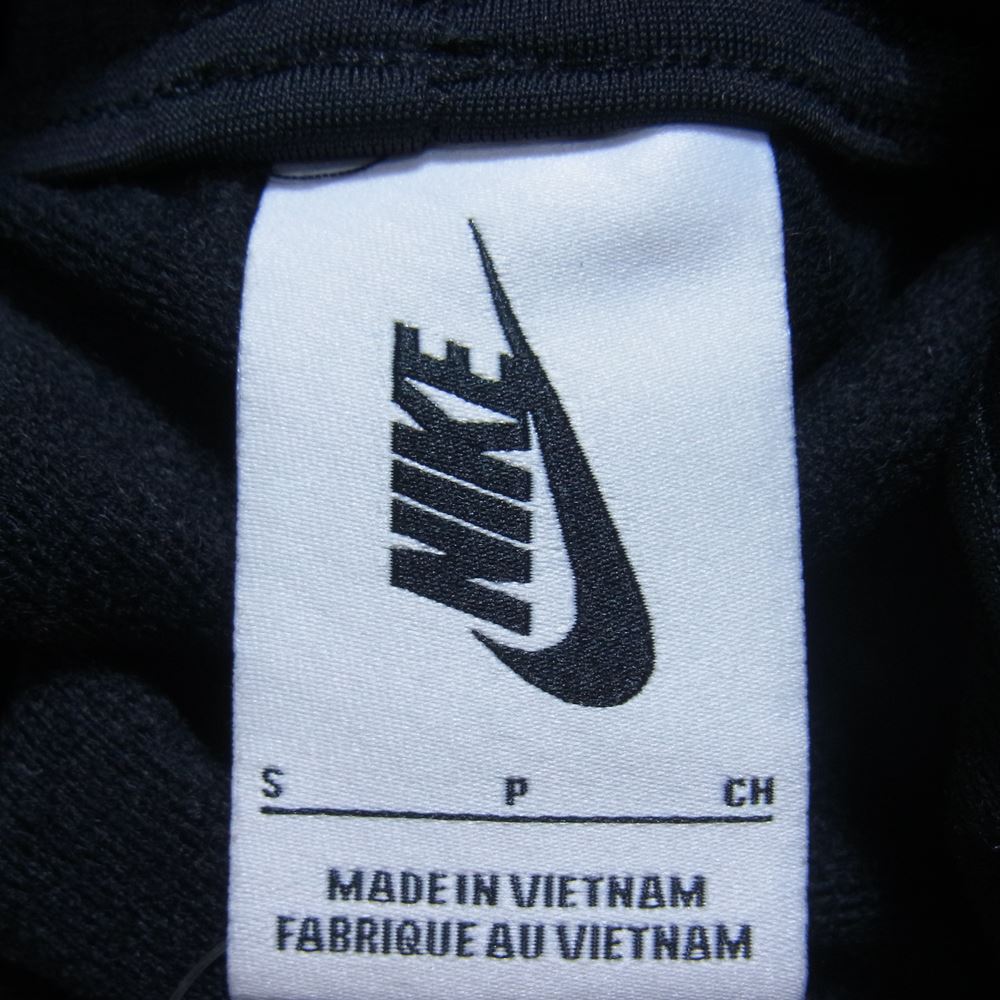 NIKE
S P CH
MADE IN VIETNAM
FABRIQUE AU VIETNAM